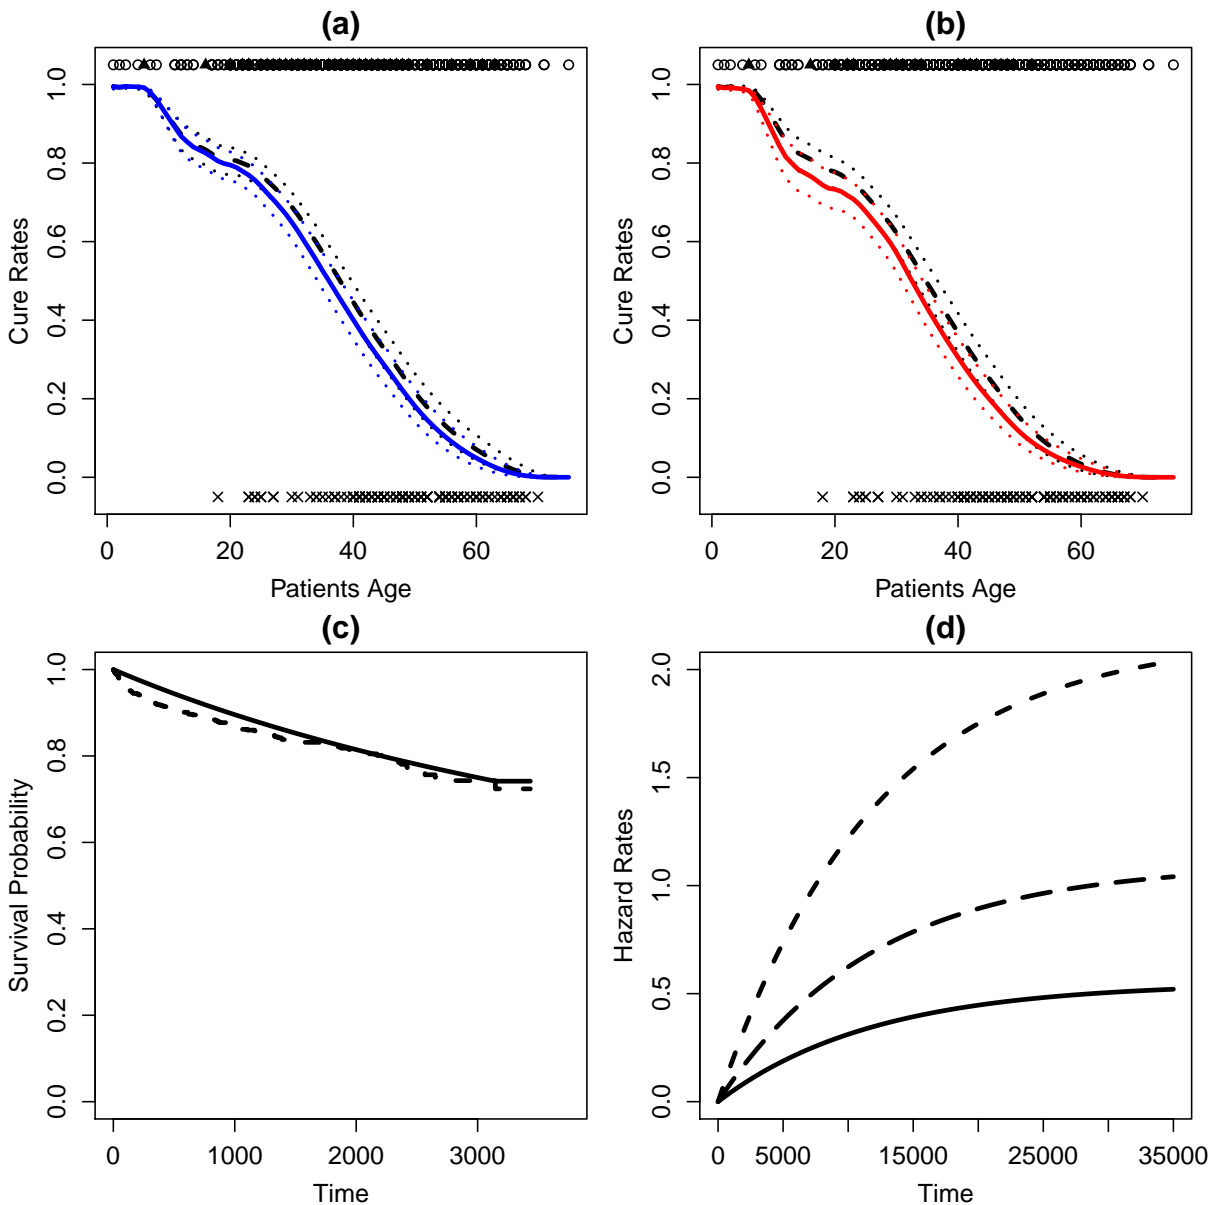 (a)
Cure Rates
0.0 0.2 0.4 0.6 0.8 1.0
0 20 40 60
Patients Age
(b)
Cure Rates
0.0 0.2 0.4 0.6 0.8 1.0
0 20 40 60
Patients Age
(c)
Survival Probability
0.0 0.2 0.4 0.6 0.8 1.0
0 1000 2000 3000
Time
(d)
Hazard Rates
0.0 0.5 1.0 1.5 2.0
0 5000 15000 25000 35000
Time